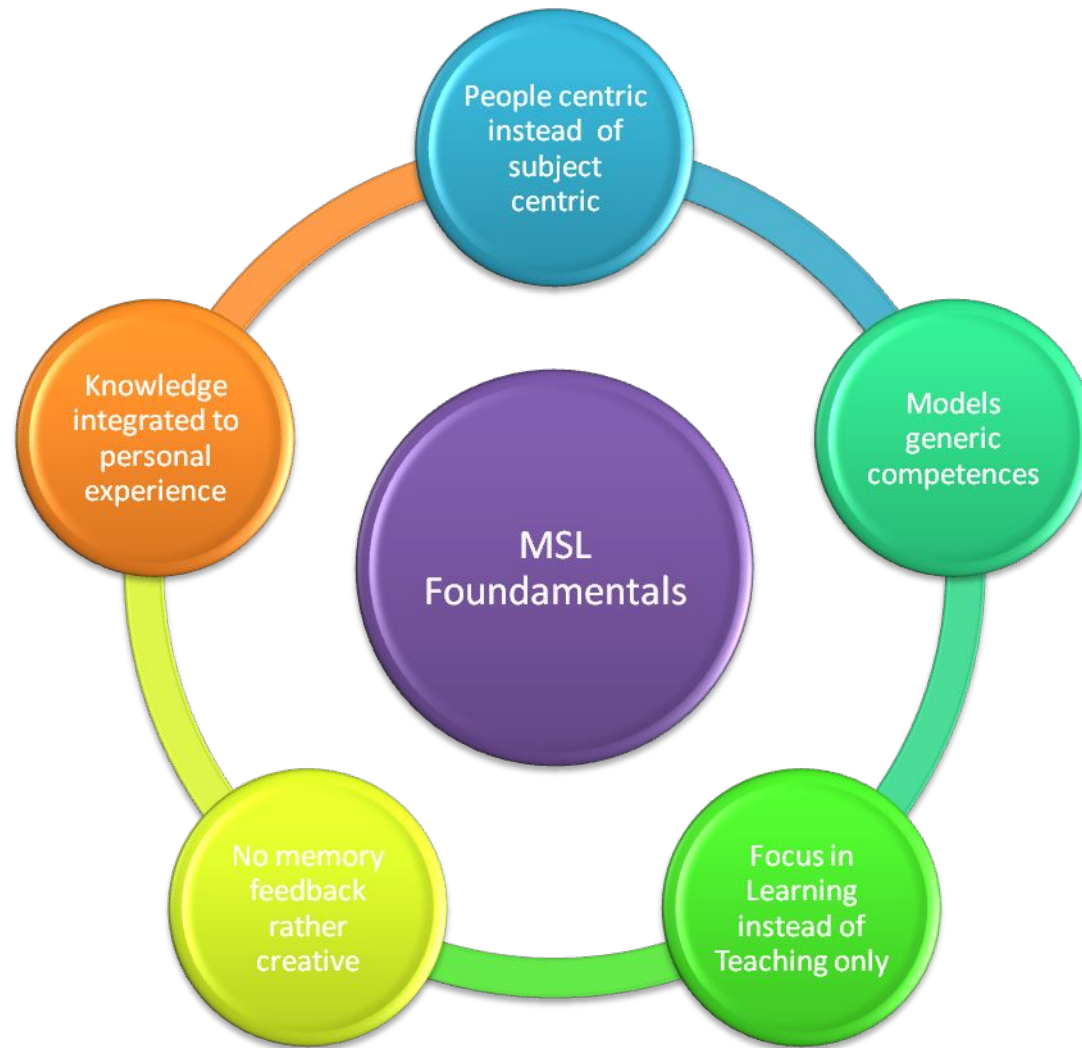 People centric
instead of
subject
centric
Models
generic
competences
Focus in
Learning
instead of
Teaching only
No memory
feedback
rather
creative
Knowledge
integrated to
personal
experience
MSL
Foundamentals